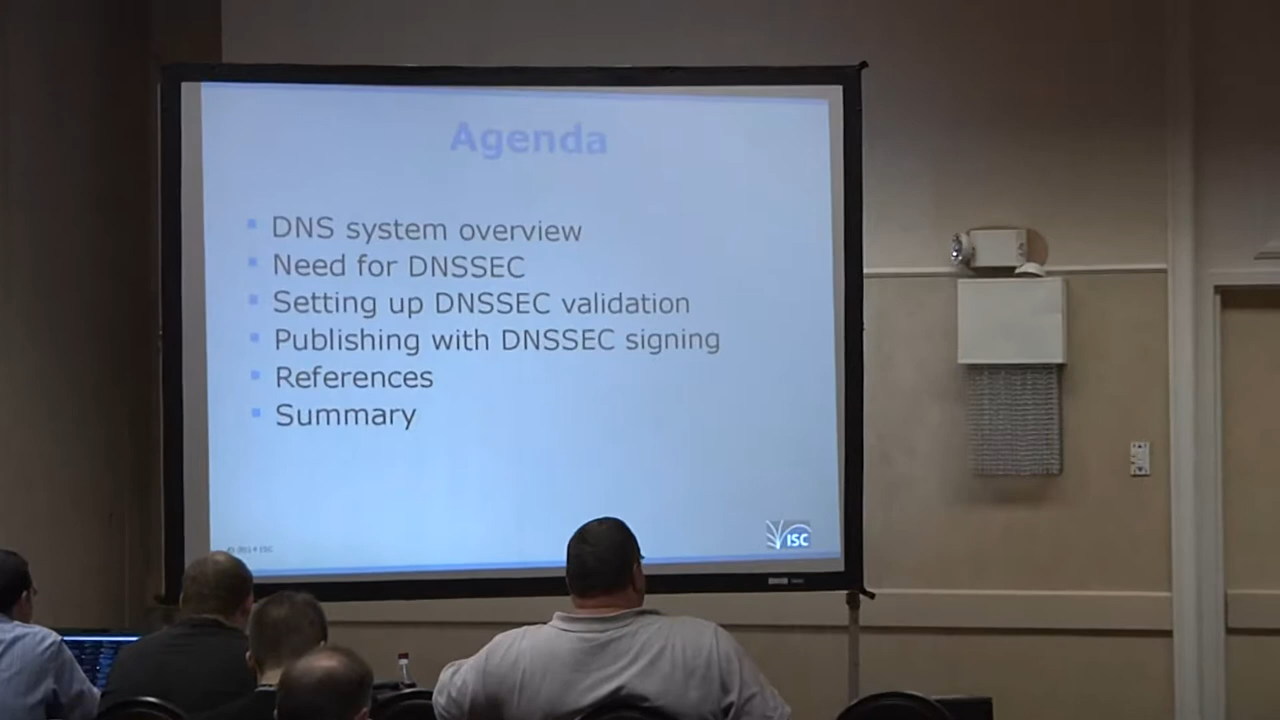 Agenda
DNS system overview
Need for DNSSEC
Setting up DNSSEC validation
Publishing with DNSSEC signing
References
Summary
ISC